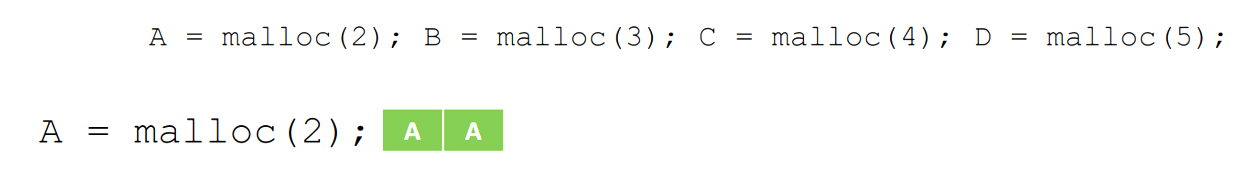 A = malloc(2); B = malloc(3); C = malloc(4); D = malloc(5);
A = malloc(2); A A